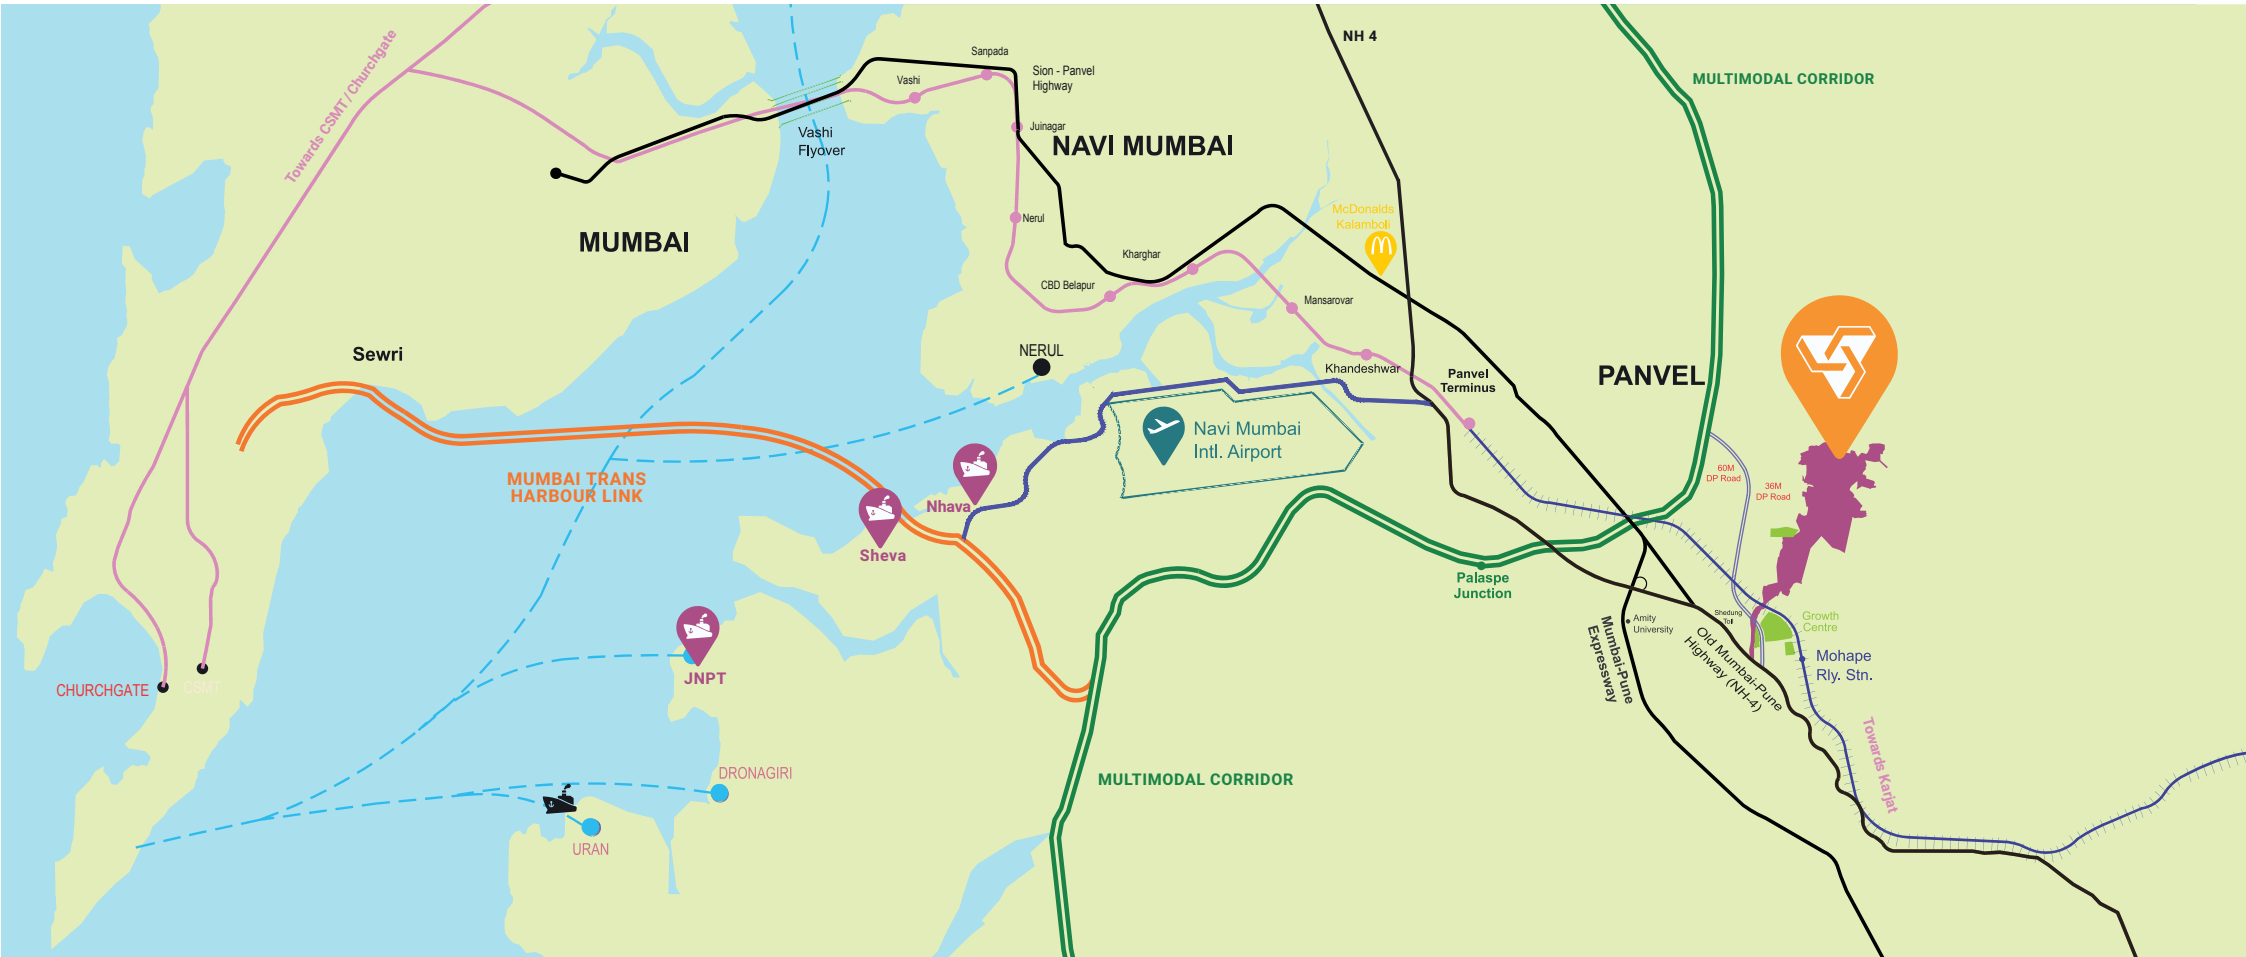 Towards CSMT / Churchgate
Sanpada
Vashi
Sion - Panvel
Highway
NH 4
MULTIMODAL CORRIDOR
Vashi
Flyover
Juinagar
NAVI MUMBAI
MUMBAI
Nerul
McDonalds
Kalamboli
Kharghar
CBD Belapur
Mansarovar
Sewri
NERUL
Khandeshwar
Panvel
Terminus
PANVEL
Navi Mumbai
Intl. Airport
MUMBAI TRANS
HARBOUR LINK
Nhava
Sheva
60M
DP Road
36M
DP Road
Palaspe
Junction
Amity
University
Shedung
Toll
Growth
Centre
Mumbai-Pune
Expressway
Old Mumbai-Pune
Highway (NH-4)
Mohape
Rly. Stn.
CHURCHGATE
CSMT
JNPT
Towards Karjat
DRONAGIRI
MULTIMODAL CORRIDOR
URAN